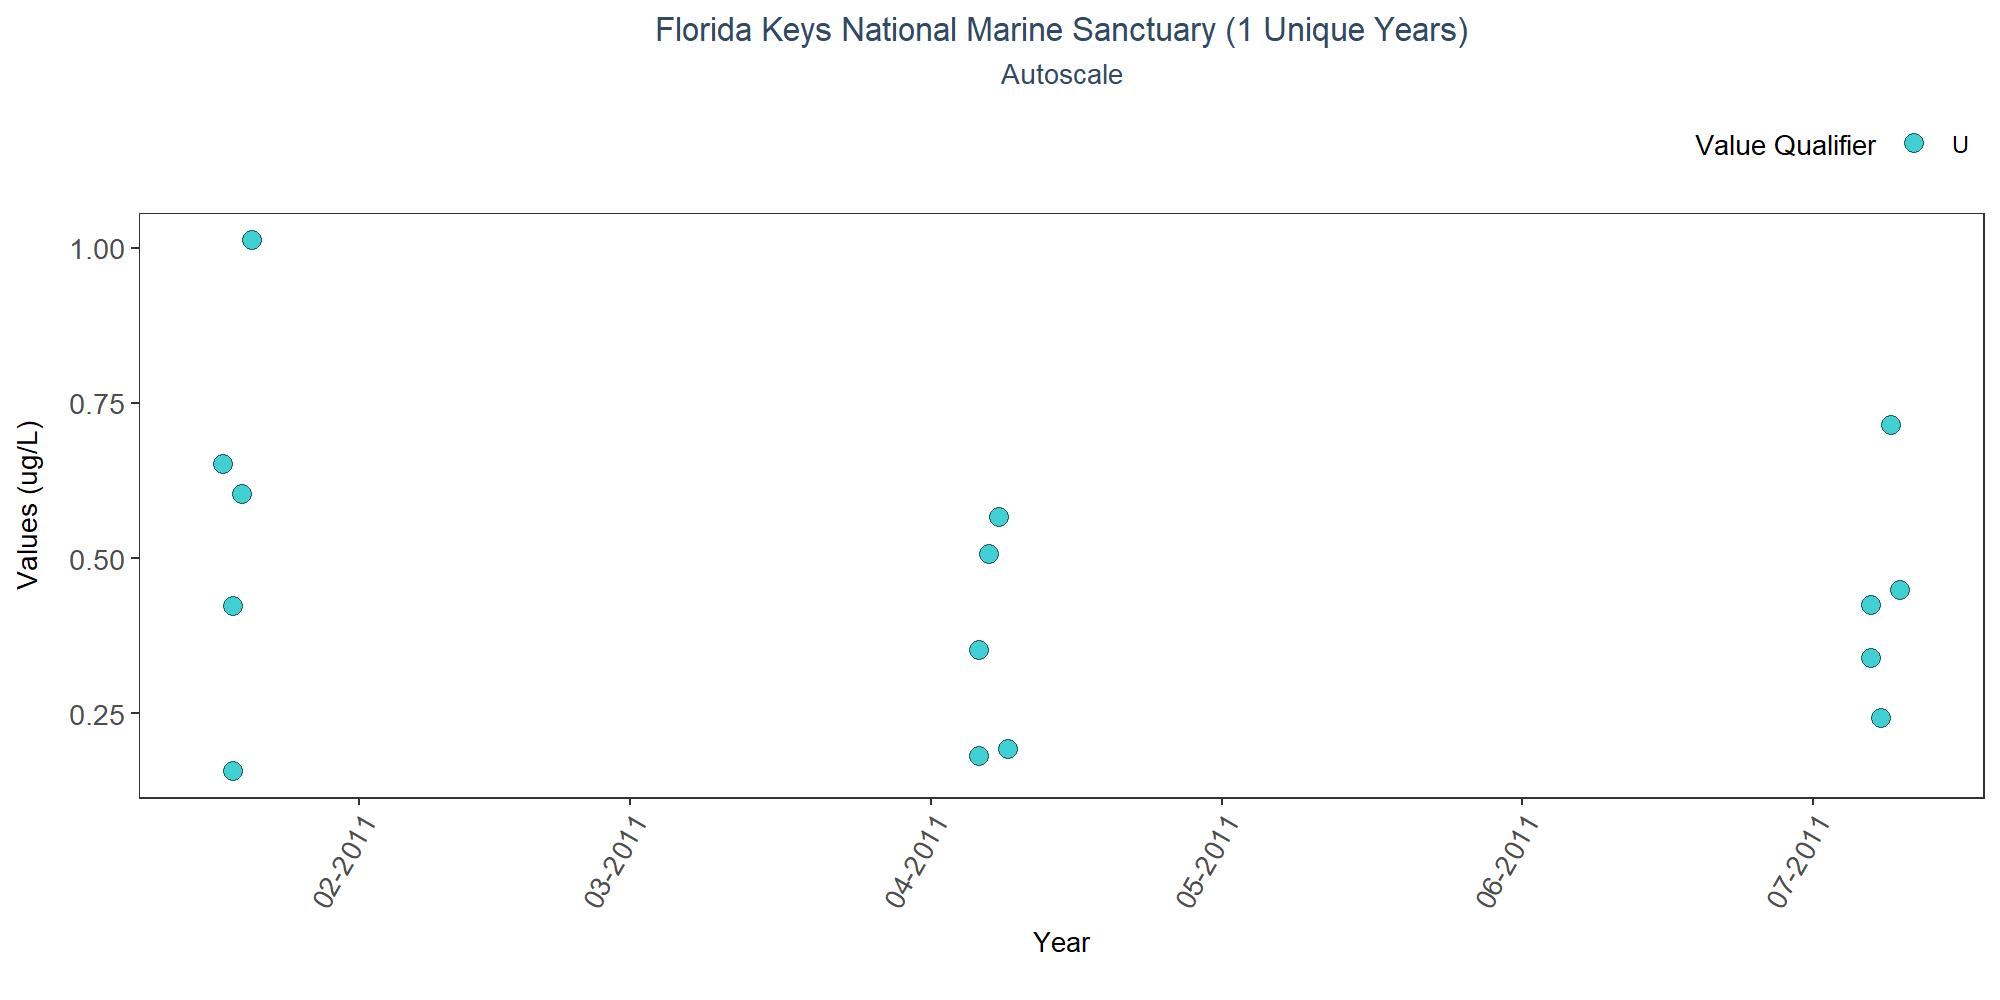 Florida Keys National Marine Sanctuary (1 Unique Years)
Autoscale
Value Qualifier U
Values (ug/L)
1.00
0.75
0.50
0.25
02-2011 03-2011 04-2011 05-2011 06-2011 07-2011
Year